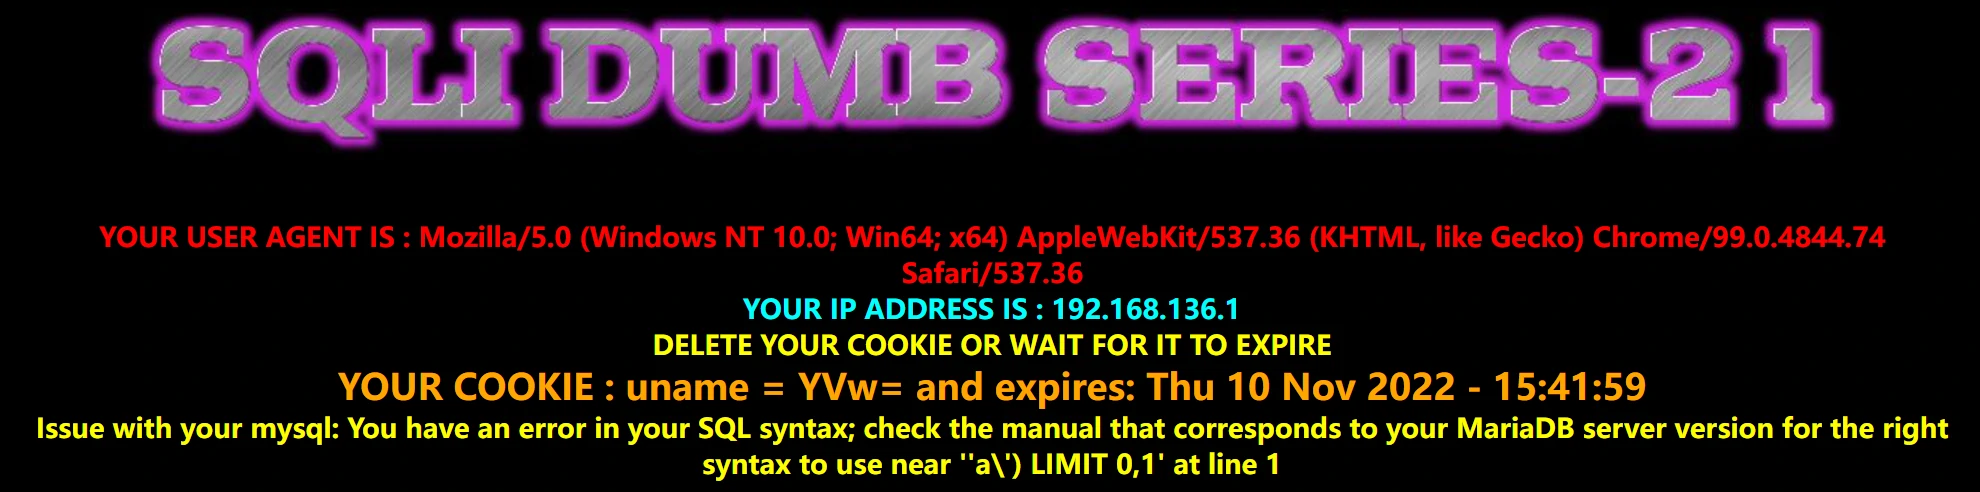 SQLI DUMB SERIES-21
YOUR USER AGENT IS : Mozilla/5.0 (Windows NT 10.0; Win64; x64) AppleWebKit/537.36 (KHTML, like Gecko) Chrome/99.0.4844.74
Safari/537.36
YOUR IP ADDRESS IS : 192.168.136.1
DELETE YOUR COOKIE OR WAIT FOR IT TO EXPIRE
YOUR COOKIE : uname = YVw= and expires: Thu 10 Nov 2022 - 15:41:59
Issue with your mysql: You have an error in your SQL syntax; check the manual that corresponds to your MariaDB server version for the right
syntax to use near ''a\') LIMIT 0,1' at line 1